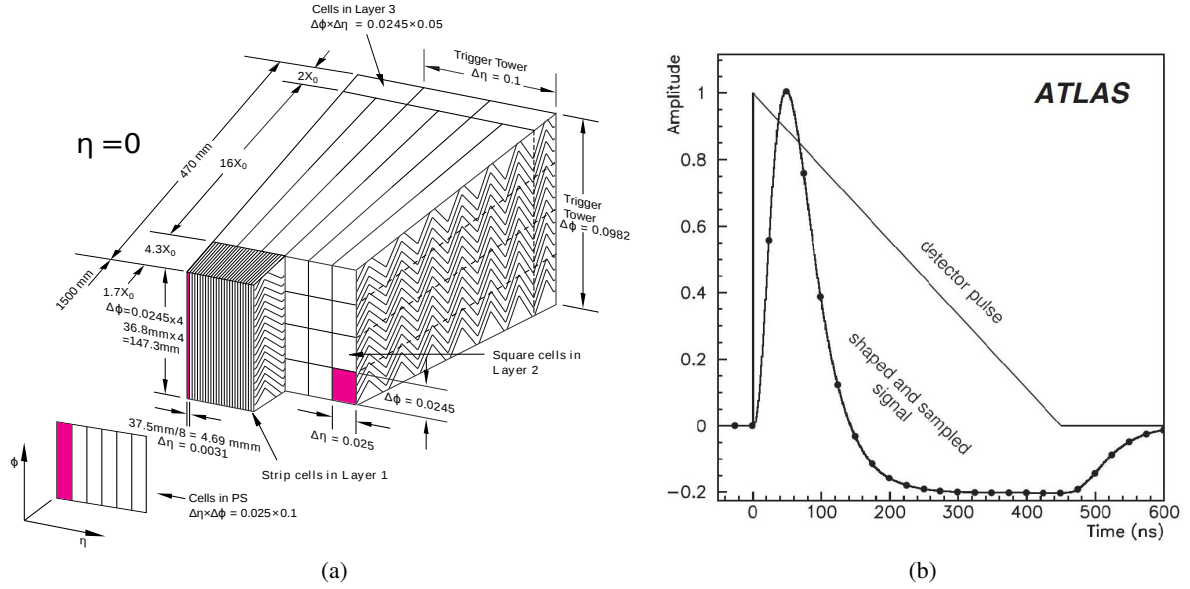 Cells in Layer 3
Δϕ×Δη = 0.0245×0.05
Trigger Tower
Δη = 0.1
2X₀
η = 0
470 mm
16X₀
Trigger
Tower
Δϕ = 0.0982
4.3X₀
1500 mm
1.7X₀
Δϕ=0.0245x4
36.8mmx4
=147.3mm
Square cells in
Layer 2
Δϕ = 0.0245
37.5mm/8 = 4.69 mmm
Δη = 0.0031
Δη = 0.025
Strip cells in Layer 1
ϕ
Cells in PS
Δη×Δϕ = 0.025×0.1
η
(a)
Amplitude
ATLAS
1
0.8
0.6
0.4
0.2
0
−0.2
detector pulse
shaped and sampled
signal
0 100 200 300 400 500 600
Time (ns)
(b)